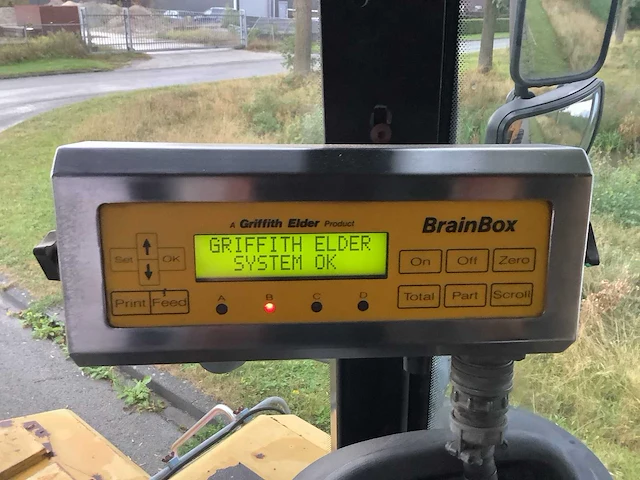 A Griffith Elder Product
BrainBox
GRIFFITH ELDER
SYSTEM OK
Set OK
Print Feed
A B C D
On Off Zero
Total Part Scroll